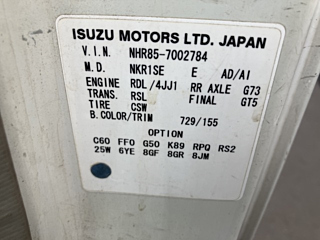 ISUZU MOTORS LTD. JAPAN
V.I.N. NHR85-7002784
M.D. NKR1SE E AD/AI
ENGINE RDL/4JJ1 RR AXLE G73
TRANS. RSL FINAL GT5
TIRE CSW
B.COLOR/TRIM 729/155
OPTION
C60 FF0 G50 K89 RPQ RS2
25W 6YE 8GF 8GR 8JM